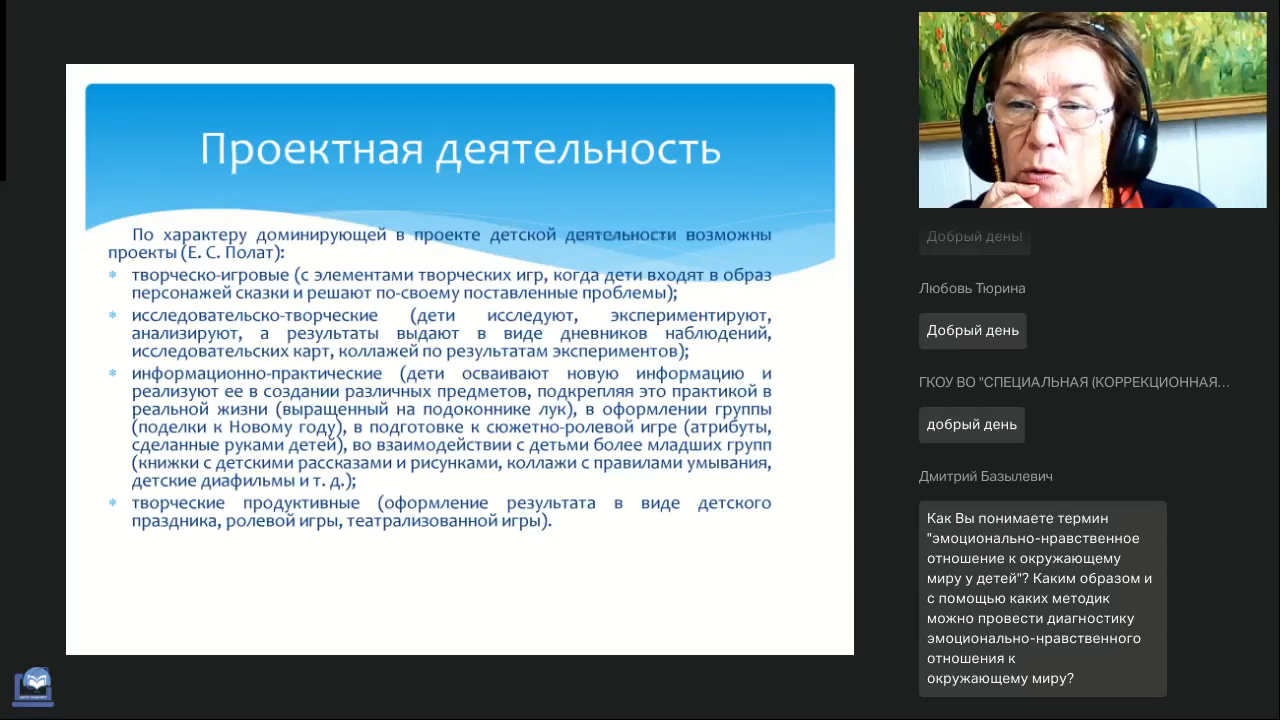 Проектная деятельность
По характеру доминирующей в проекте детской деятельности возможны
проекты (Е. С. Полат):
творческо-игровые (с элементами творческих игр, когда дети входят в образ
персонажей сказки и решают по-своему поставленные проблемы);
исследовательско-творческие (дети исследуют, экспериментируют,
анализируют, а результаты выдают в виде дневников наблюдений,
исследовательских карт, коллажей по результатам экспериментов);
информационно-практические (дети осваивают новую информацию и
реализуют ее в создании различных предметов, подкрепляя это практикой в
реальной жизни (выращенный на подоконнике лук), в оформлении группы
(поделки к Новому году), в подготовке к сюжетно-ролевой игре (атрибуты,
сделанные руками детей), во взаимодействии с детьми более младших групп
(книжки с детскими рассказами и рисунками, коллажи с правилами умывания,
детские диафильмы и т. д.);
творческие продуктивные (оформление результата в виде детского
праздника, ролевой игры, театрализованной игры).
Добрый день!
Любовь Тюрина
Добрый день
ГКОУ ВО "СПЕЦИАЛЬНАЯ (КОРРЕКЦИОННАЯ...
добрый день
Дмитрий Базылевич
Как Вы понимаете термин
"эмоционально-нравственное
отношение к окружающему
миру у детей"? Каким образом и
с помощью каких методик
можно провести диагностику
эмоционально-нравственного
отношения к
окружающему миру?